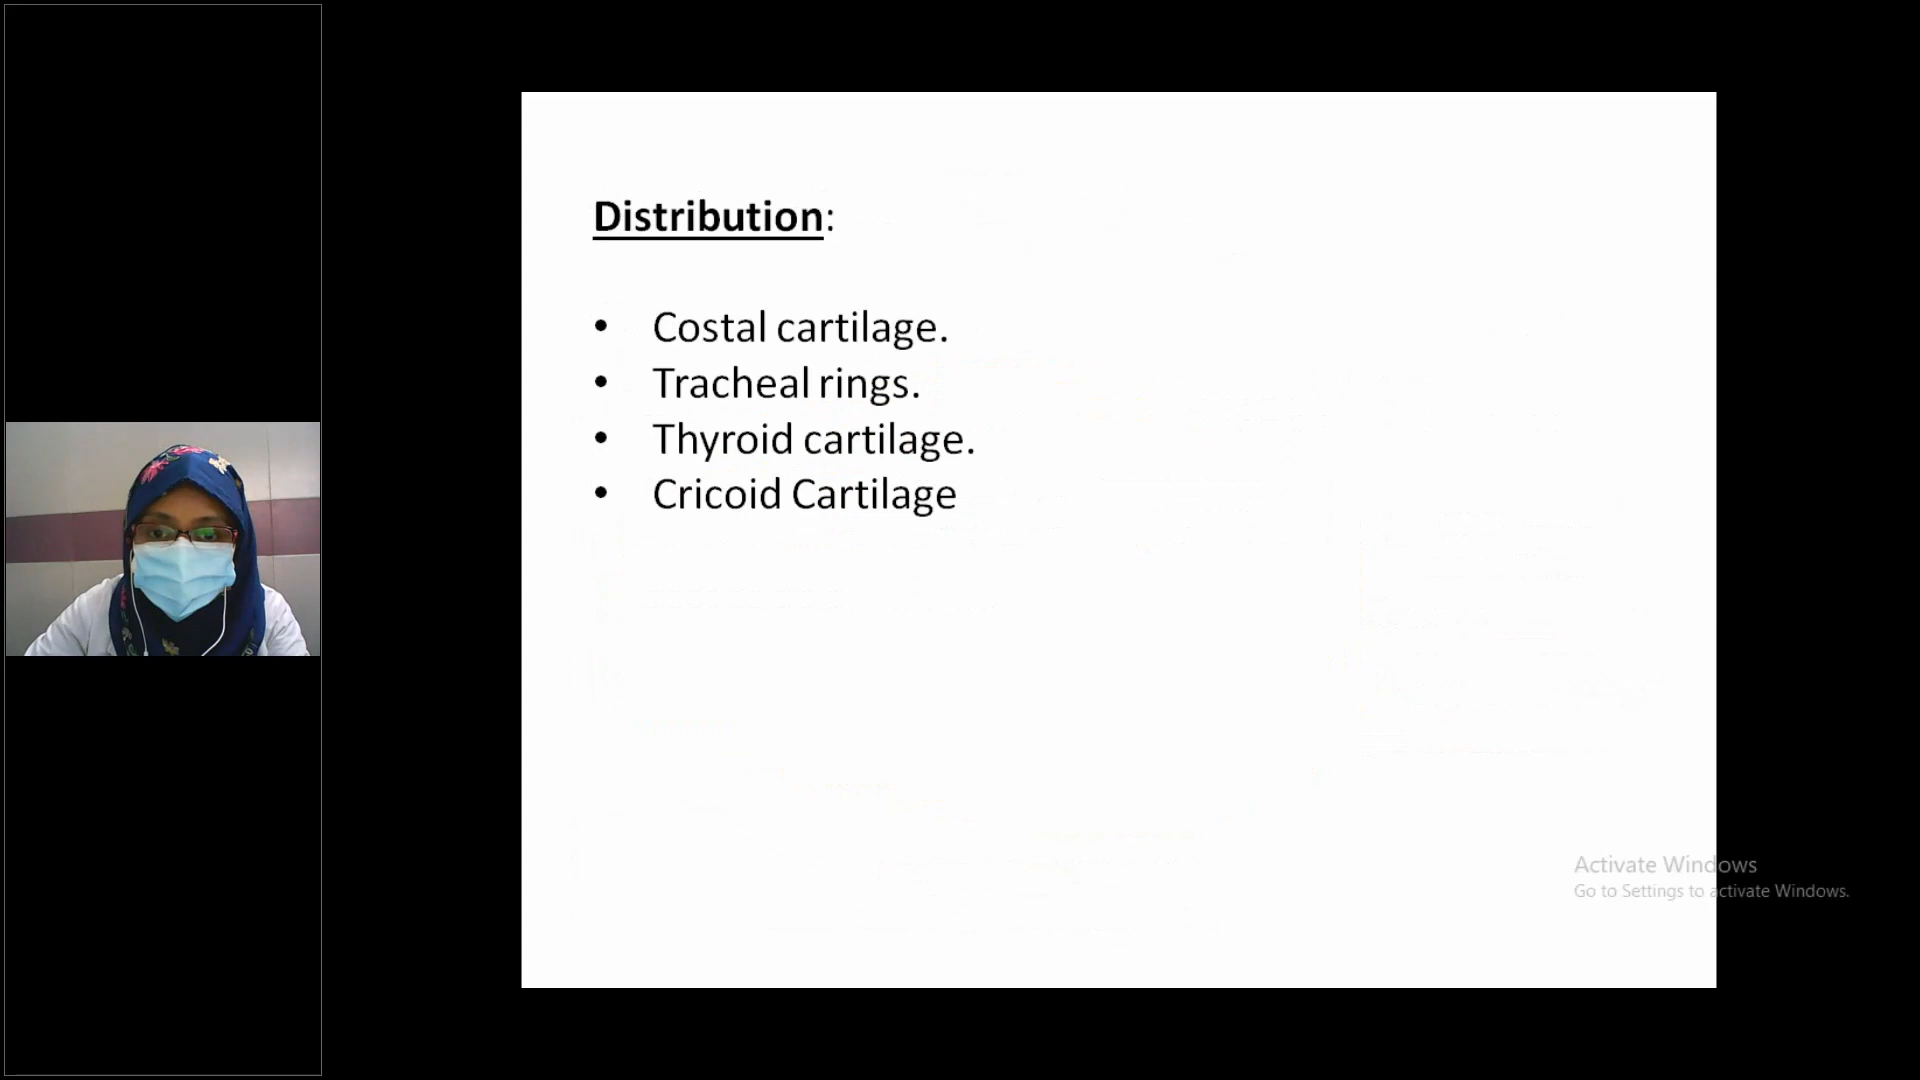 Distribution:
• Costal cartilage.
• Tracheal rings.
• Thyroid cartilage.
• Cricoid Cartilage
Activate Windows
Go to Settings to activate Windows.